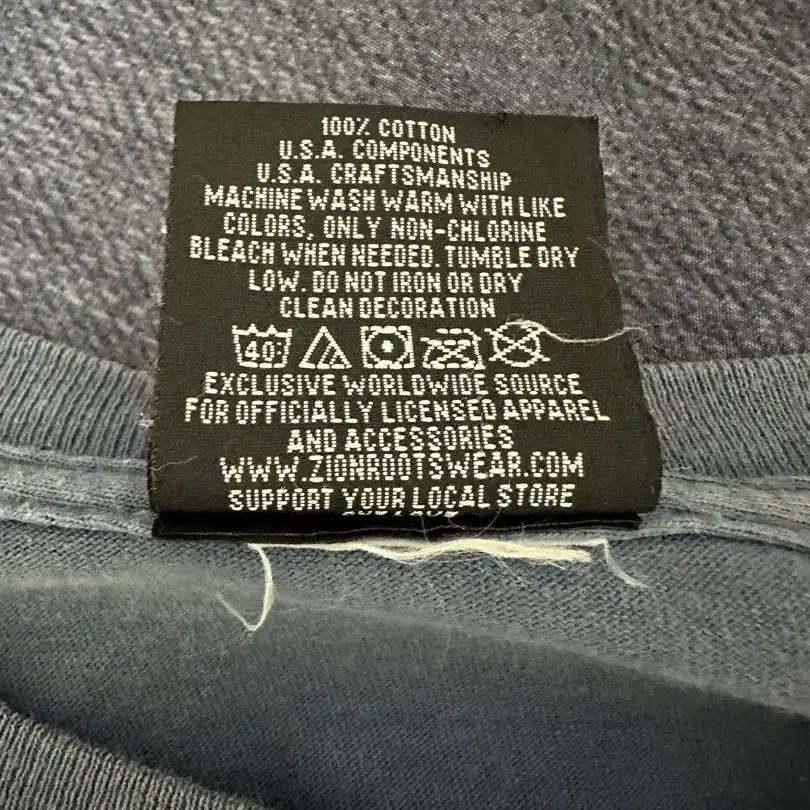 100% COTTON
U.S.A. COMPONENTS
U.S.A. CRAFTSMANSHIP
MACHINE WASH WARM WITH LIKE
COLORS, ONLY NON-CHLORINE
BLEACH WHEN NEEDED. TUMBLE DRY
LOW. DO NOT IRON OR DRY
CLEAN DECORATION
40°
EXCLUSIVE WORLDWIDE SOURCE
FOR OFFICIALLY LICENSED APPAREL
AND ACCESSORIES
WWW.ZIONROOTSWEAR.COM
SUPPORT YOUR LOCAL STORE